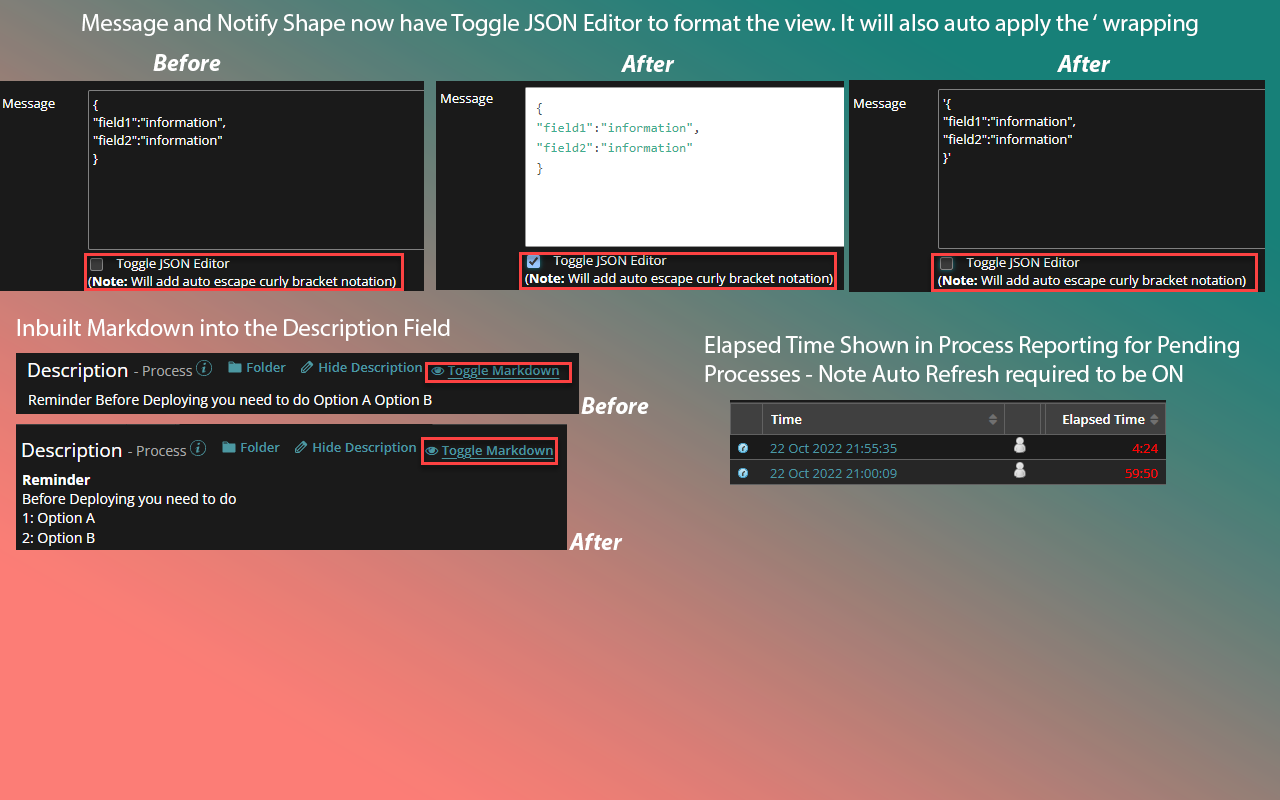 Message and Notify Shape now have Toggle JSON Editor to format the view. It will also auto apply the ‘ wrapping
Before
Message
{
"field1":"information",
"field2":"information"
}
Toggle JSON Editor
(Note: Will add auto escape curly bracket notation)
After
Message
{
"field1":"information",
"field2":"information"
}
Toggle JSON Editor
(Note: Will add auto escape curly bracket notation)
After
Message
'{
"field1":"information",
"field2":"information"
}'
Toggle JSON Editor
(Note: Will add auto escape curly bracket notation)
Inbuilt Markdown into the Description Field
Description - Process i Folder Hide Description Toggle Markdown
Reminder Before Deploying you need to do Option A Option B
Before
Description - Process i Folder Hide Description Toggle Markdown
Reminder
Before Deploying you need to do
1: Option A
2: Option B
After
Elapsed Time Shown in Process Reporting for Pending
Processes - Note Auto Refresh required to be ON
Time Elapsed Time
22 Oct 2022 21:55:35 4:24
22 Oct 2022 21:00:09 59:50